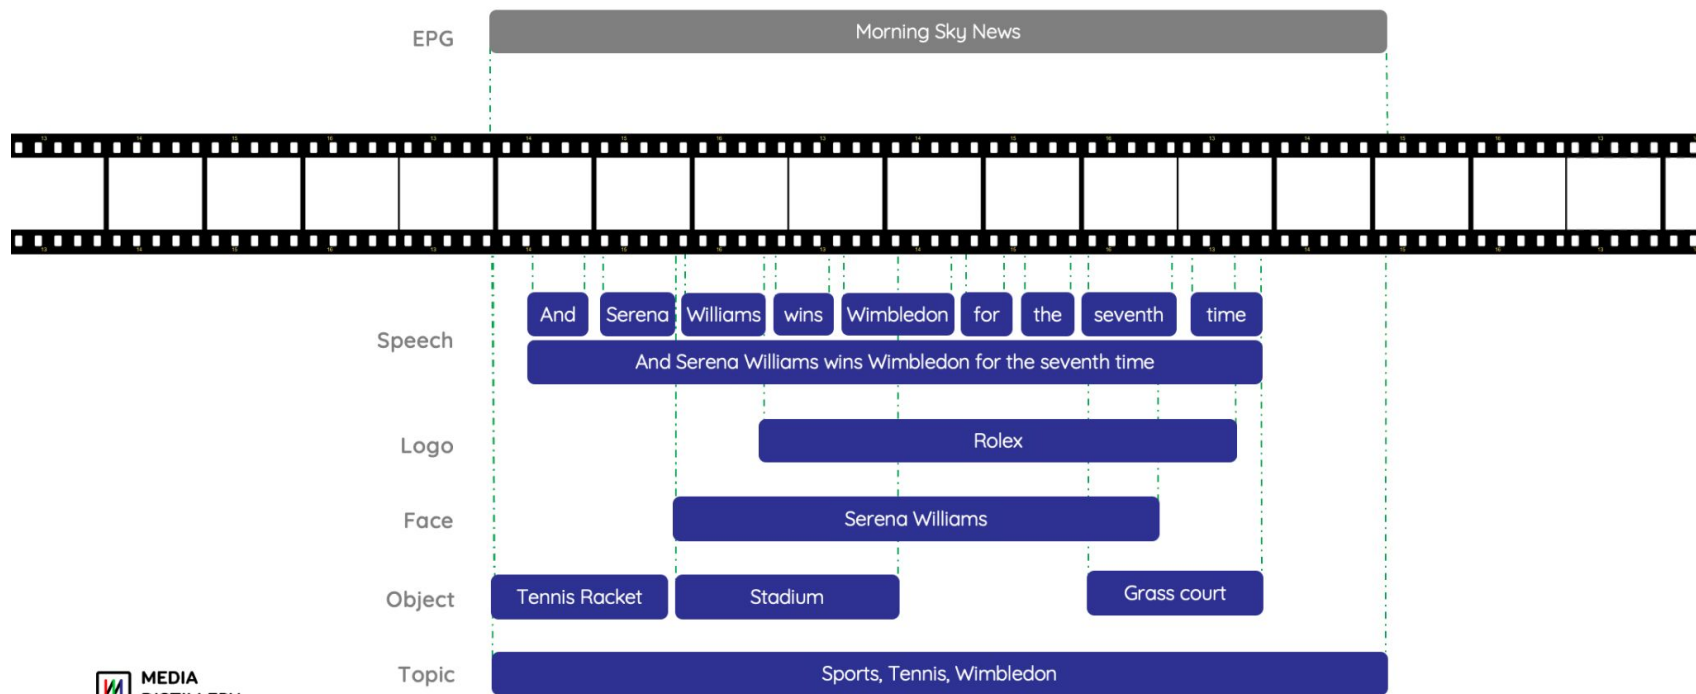 EPG
Morning Sky News
Speech
And Serena Williams wins Wimbledon for the seventh time
And Serena Williams wins Wimbledon for the seventh time
Logo
Rolex
Face
Serena Williams
Object
Tennis Racket Stadium Grass court
Topic
Sports, Tennis, Wimbledon
MEDIA